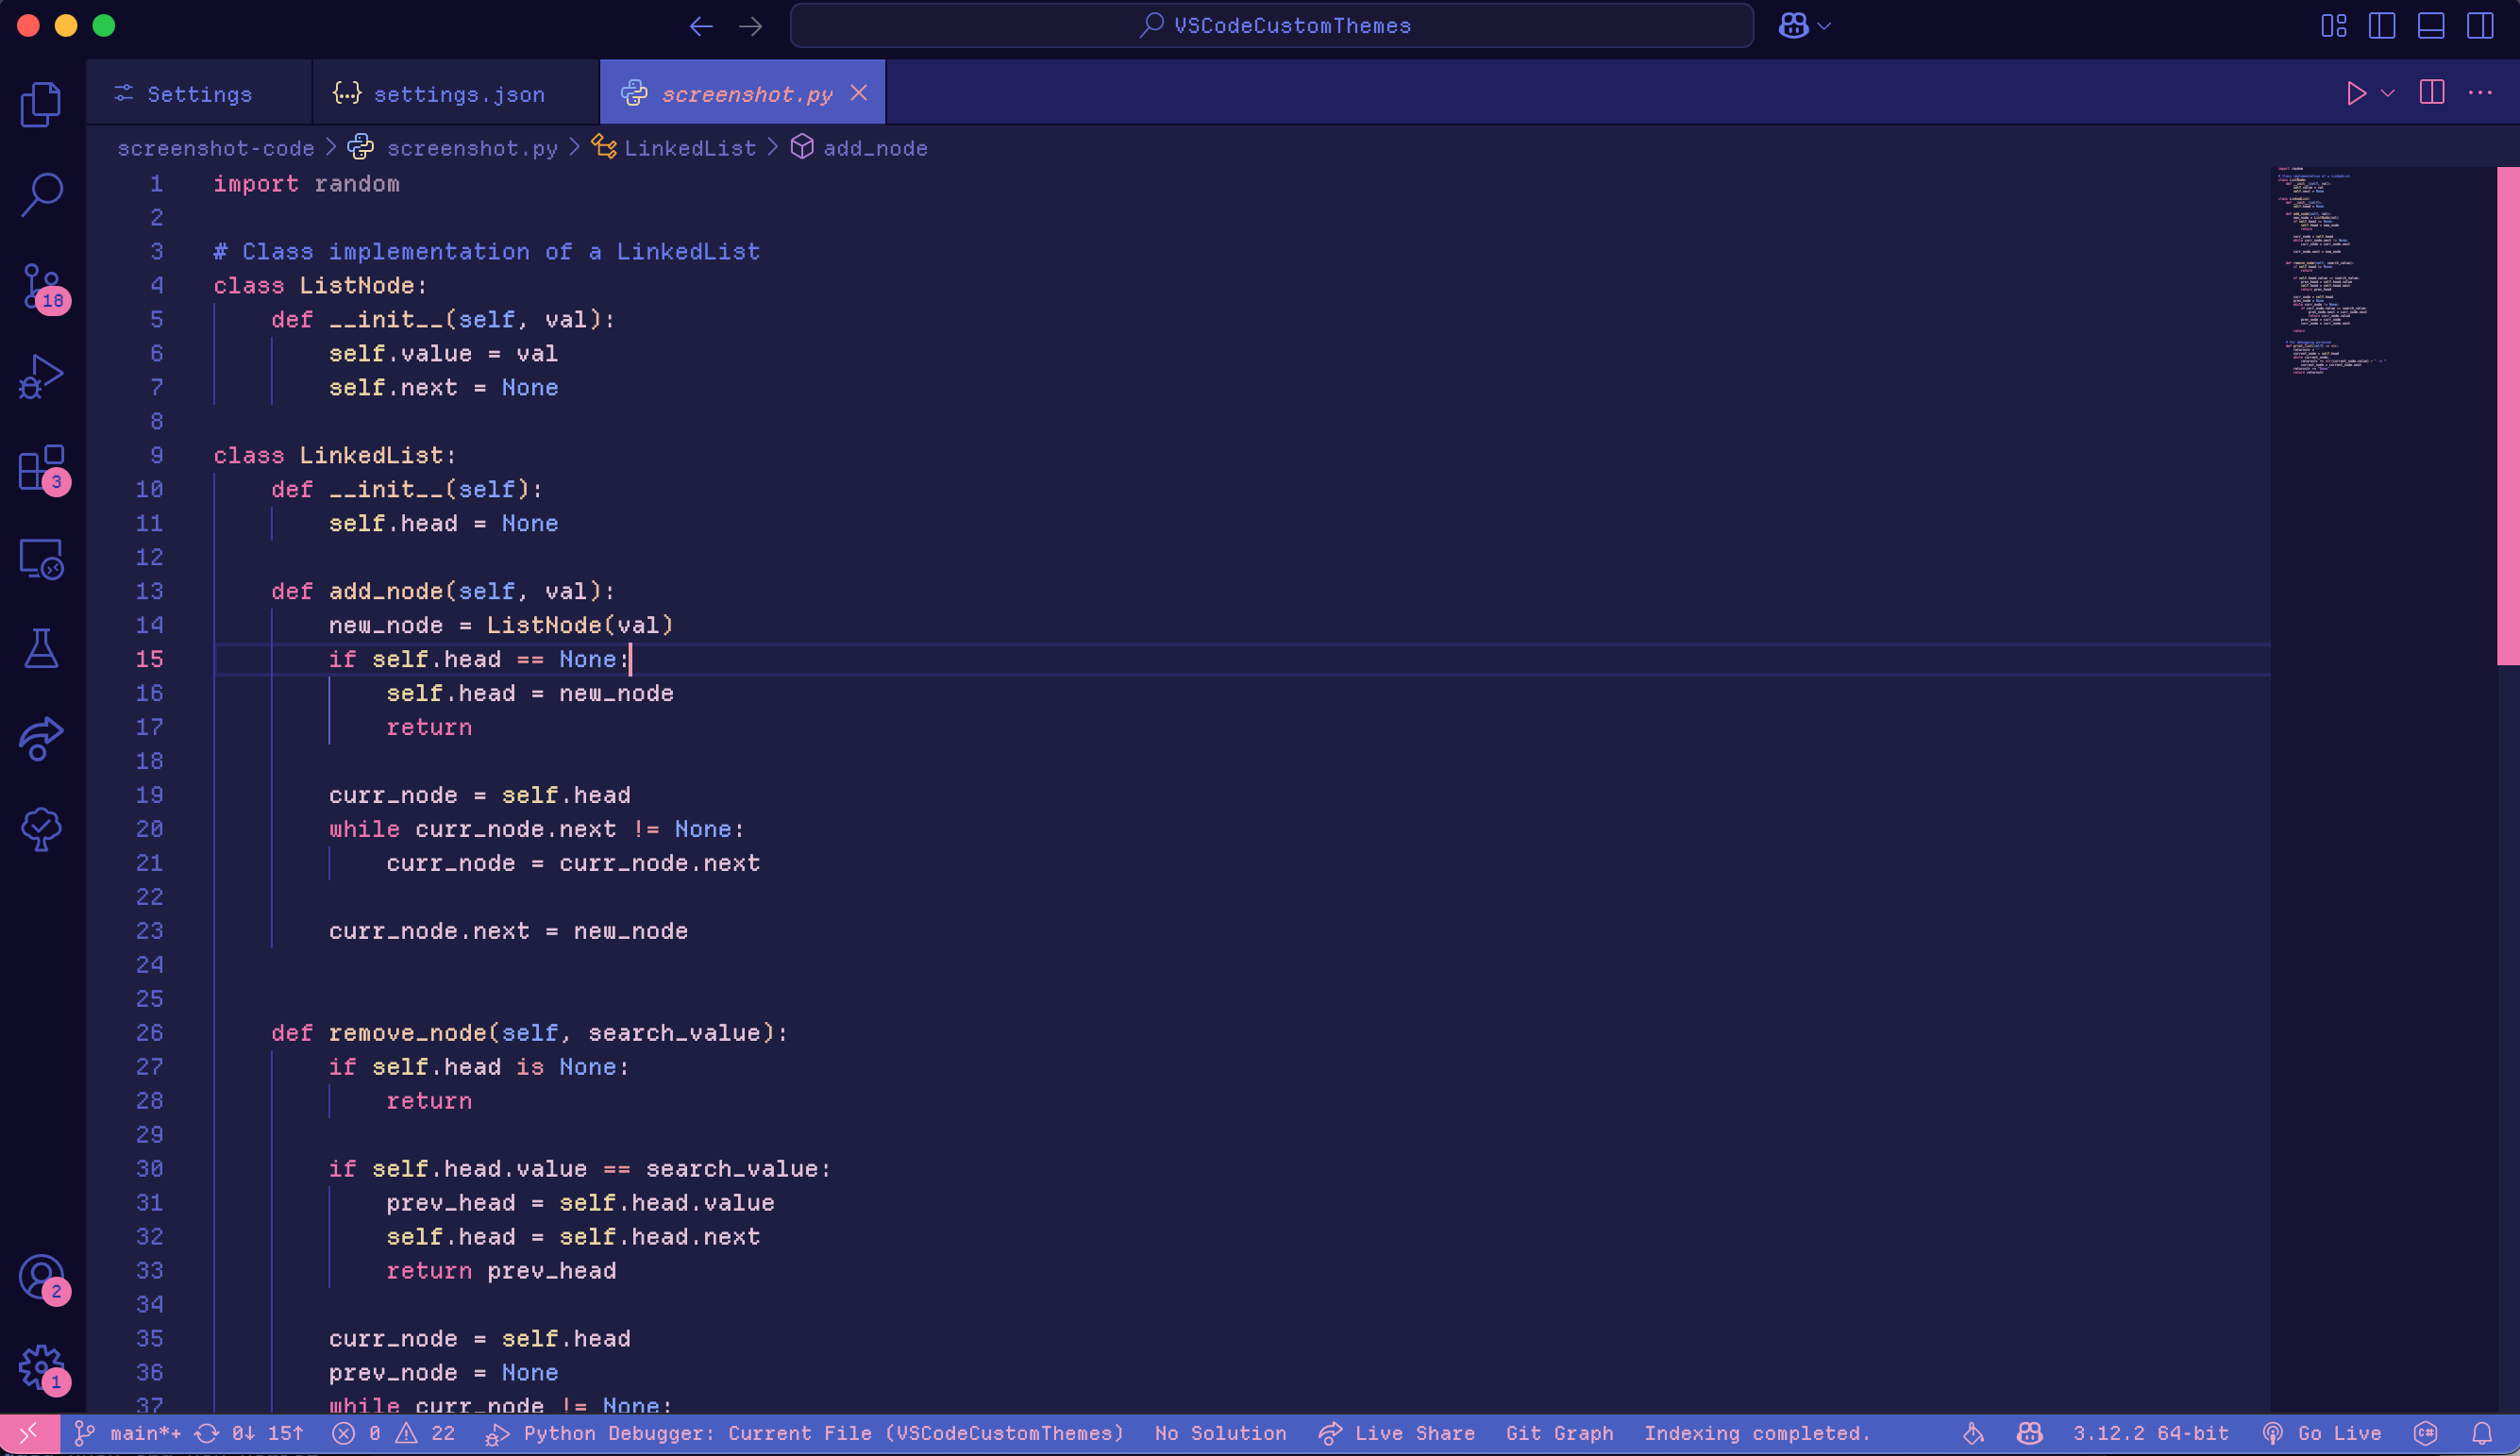 VSCodeCustomThemes
Settings
settings.json
screenshot.py
screenshot-code > screenshot.py > LinkedList > add_node
1 import random
2
3 # Class implementation of a LinkedList
4 class ListNode:
5 def __init__(self, val):
6 self.value = val
7 self.next = None
8
9 class LinkedList:
10 def __init__(self):
11 self.head = None
12
13 def add_node(self, val):
14 new_node = ListNode(val)
15 if self.head == None:
16 self.head = new_node
17 return
18
19 curr_node = self.head
20 while curr_node.next != None:
21 curr_node = curr_node.next
22
23 curr_node.next = new_node
24
25
26 def remove_node(self, search_value):
27 if self.head is None:
28 return
29
30 if self.head.value == search_value:
31 prev_head = self.head.value
32 self.head = self.head.next
33 return prev_head
34
35 curr_node = self.head
36 prev_node = None
37 while curr_node != None:
18
3
2
1
main*+ 0↓ 15↑ 0 22 Python Debugger: Current File (VSCodeCustomThemes) No Solution Live Share Git Graph Indexing completed. 3.12.2 64-bit Go Live